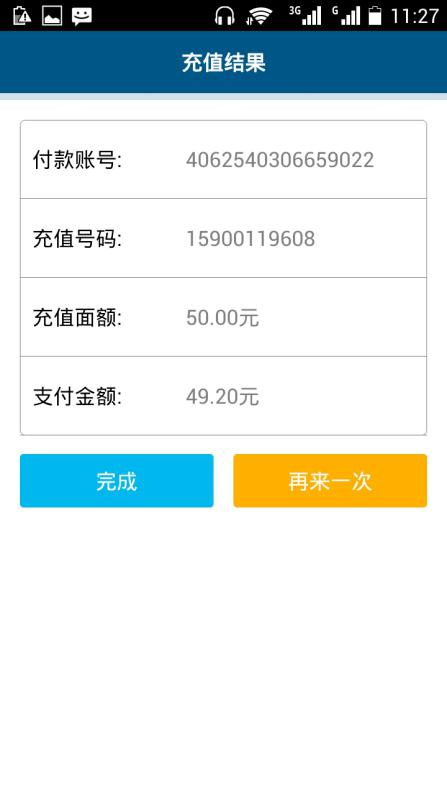 3G G 11:27
充值结果
付款账号: 4062540306659022
充值号码: 15900119608
充值面额: 50.00元
支付金额: 49.20元
完成 再来一次